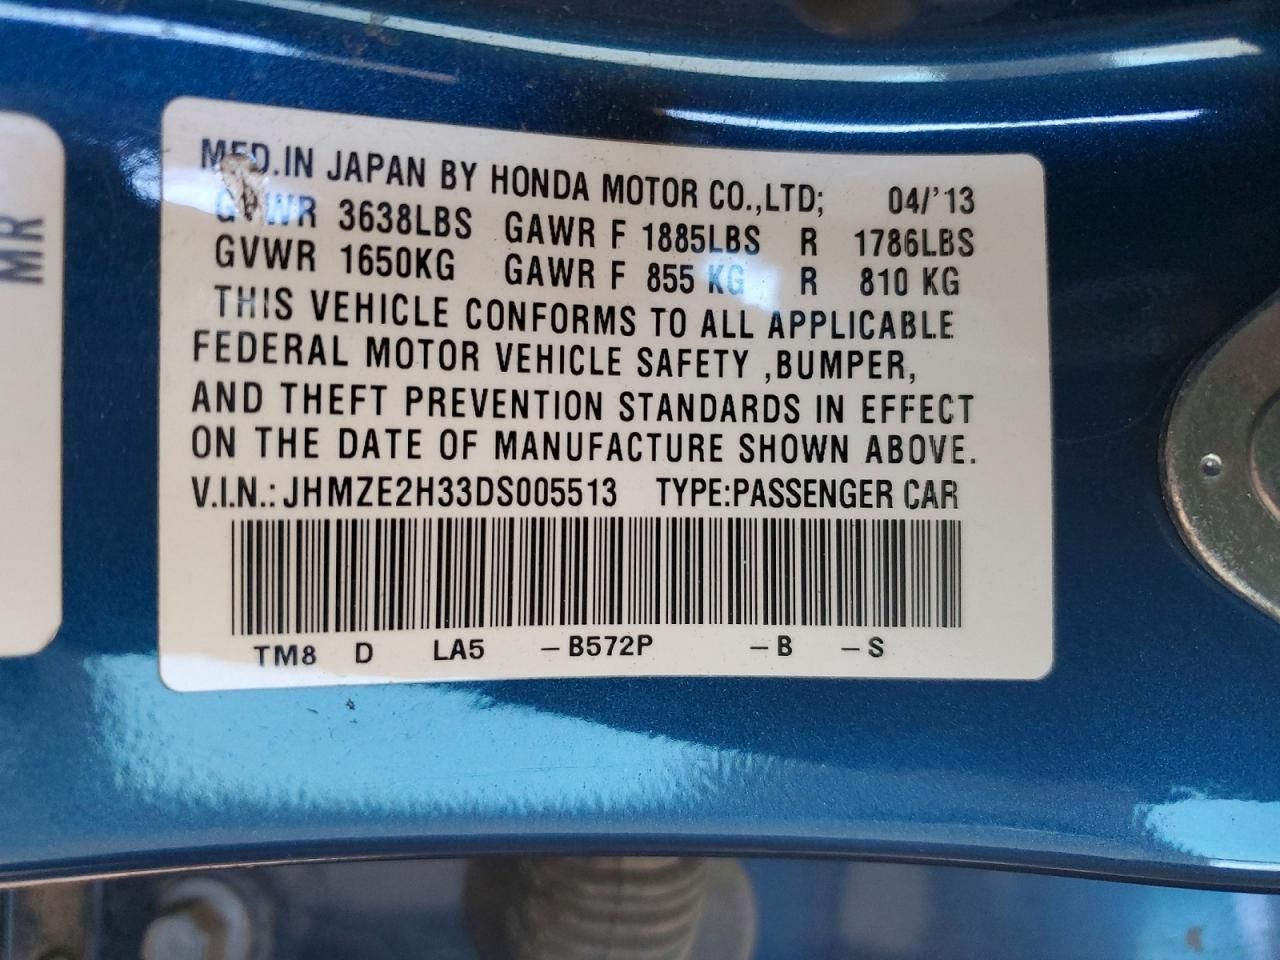 MR
MFD.IN JAPAN BY HONDA MOTOR CO.,LTD; 04/'13
GVWR 3638LBS GAWR F 1885LBS R 1786LBS
GVWR 1650KG GAWR F 855 KG R 810 KG
THIS VEHICLE CONFORMS TO ALL APPLICABLE
FEDERAL MOTOR VEHICLE SAFETY ,BUMPER,
AND THEFT PREVENTION STANDARDS IN EFFECT
ON THE DATE OF MANUFACTURE SHOWN ABOVE.
V.I.N.: JHMZE2H33DS005513 TYPE:PASSENGER CAR
TM8 D LA5 –B572P –B –S